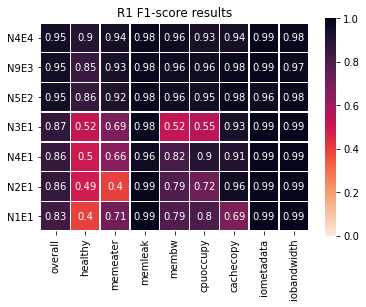 R1 F1-score results
N4E4 0.95 0.9 0.94 0.98 0.96 0.93 0.94 0.99 0.98
N9E3 0.95 0.85 0.93 0.98 0.96 0.96 0.98 0.99 0.97
N5E2 0.95 0.86 0.92 0.98 0.96 0.95 0.98 0.96 0.98
N3E1 0.87 0.52 0.69 0.98 0.52 0.55 0.93 0.99 0.99
N4E1 0.86 0.5 0.66 0.96 0.82 0.9 0.91 0.99 0.99
N2E1 0.86 0.49 0.4 0.99 0.79 0.72 0.96 0.99 0.99
N1E1 0.83 0.4 0.71 0.99 0.79 0.8 0.69 0.99 0.99
overall healthy memeater memleak membw cpuoccupy cachecopy iometadata iobandwidth
1.0
0.8
0.6
0.4
0.2
0.0